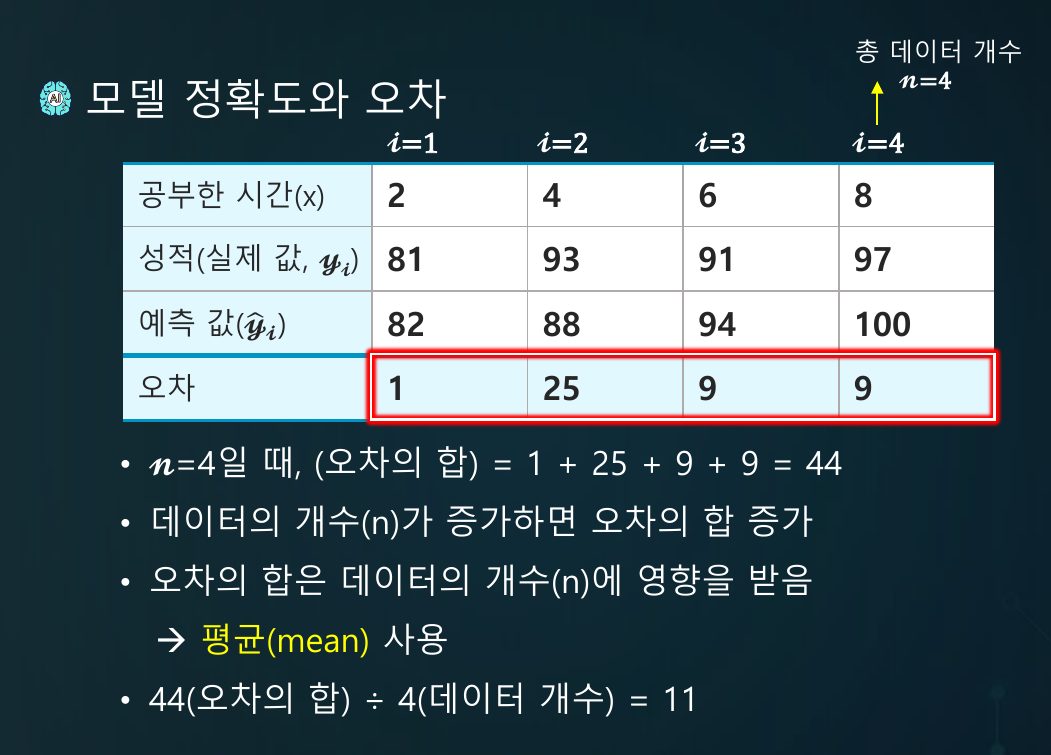 총 데이터 개수
𝓃=4
AI
모델 정확도와 오차
𝒾=1 𝒾=2 𝒾=3 𝒾=4
공부한 시간(x) 2 4 6 8
성적(실제 값, 𝓎ᵢ) 81 93 91 97
예측 값(𝓎̂ᵢ) 82 88 94 100
오차 1 25 9 9
• 𝓃=4일 때, (오차의 합) = 1 + 25 + 9 + 9 = 44
• 데이터의 개수(n)가 증가하면 오차의 합 증가
• 오차의 합은 데이터의 개수(n)에 영향을 받음
→ 평균(mean) 사용
• 44(오차의 합) ÷ 4(데이터 개수) = 11